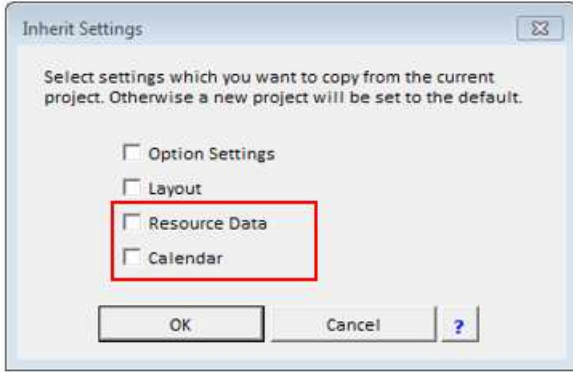 Inherit Settings
Select settings which you want to copy from the current
project. Otherwise a new project will be set to the default.
Option Settings
Layout
Resource Data
Calendar
OK Cancel ?